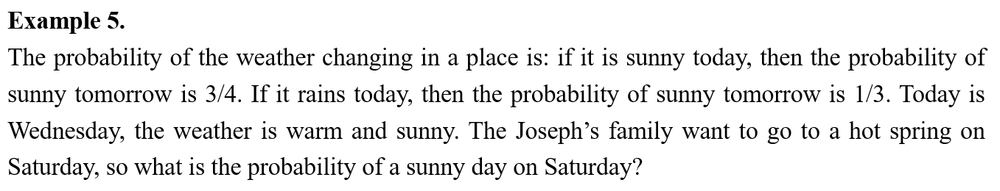 Example 5.
The probability of the weather changing in a place is: if it is sunny today, then the probability of
sunny tomorrow is 3/4. If it rains today, then the probability of sunny tomorrow is 1/3. Today is
Wednesday, the weather is warm and sunny. The Joseph’s family want to go to a hot spring on
Saturday, so what is the probability of a sunny day on Saturday?